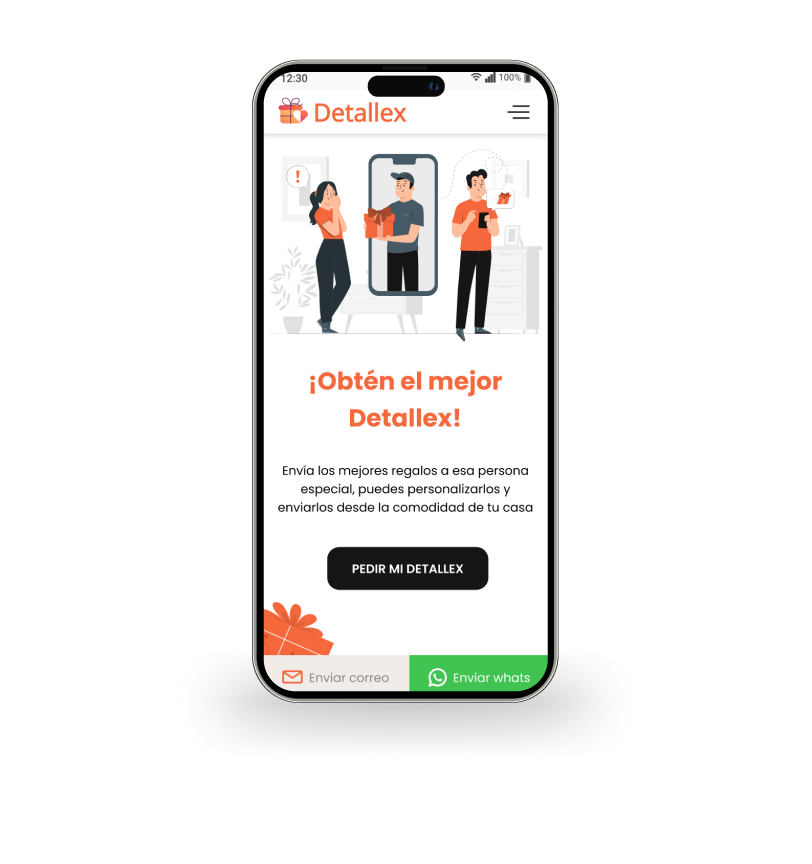 12:30 100%
Detallex
!
¡Obtén el mejor
Detallex!
Envía los mejores regalos a esa persona
especial, puedes personalizarlos y
enviarlos desde la comodidad de tu casa
PEDIR MI DETALLEX
Enviar correo Enviar whats